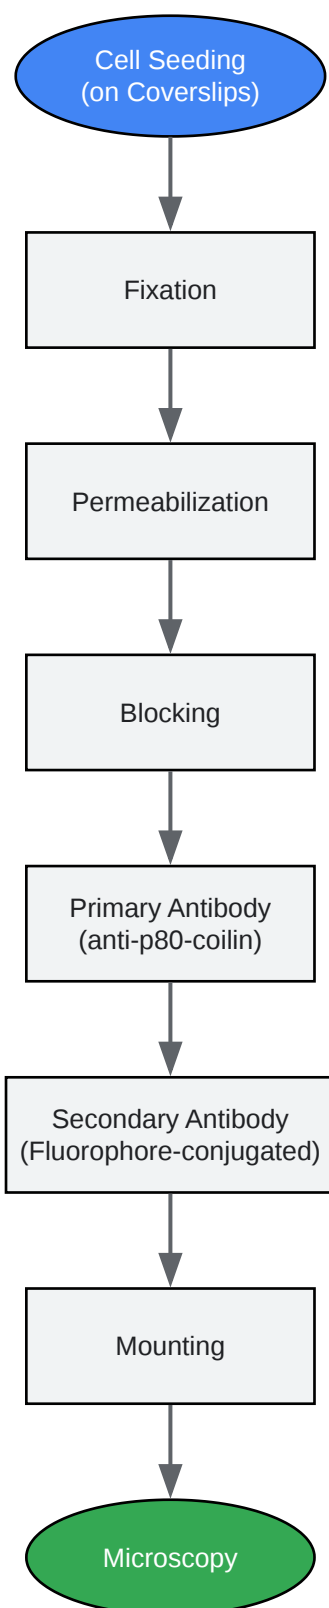 Cell Seeding
(on Coverslips)
Fixation
Permeabilization
Blocking
Primary Antibody
(anti-p80-coilin)
Secondary Antibody
(Fluorophore-conjugated)
Mounting
Microscopy